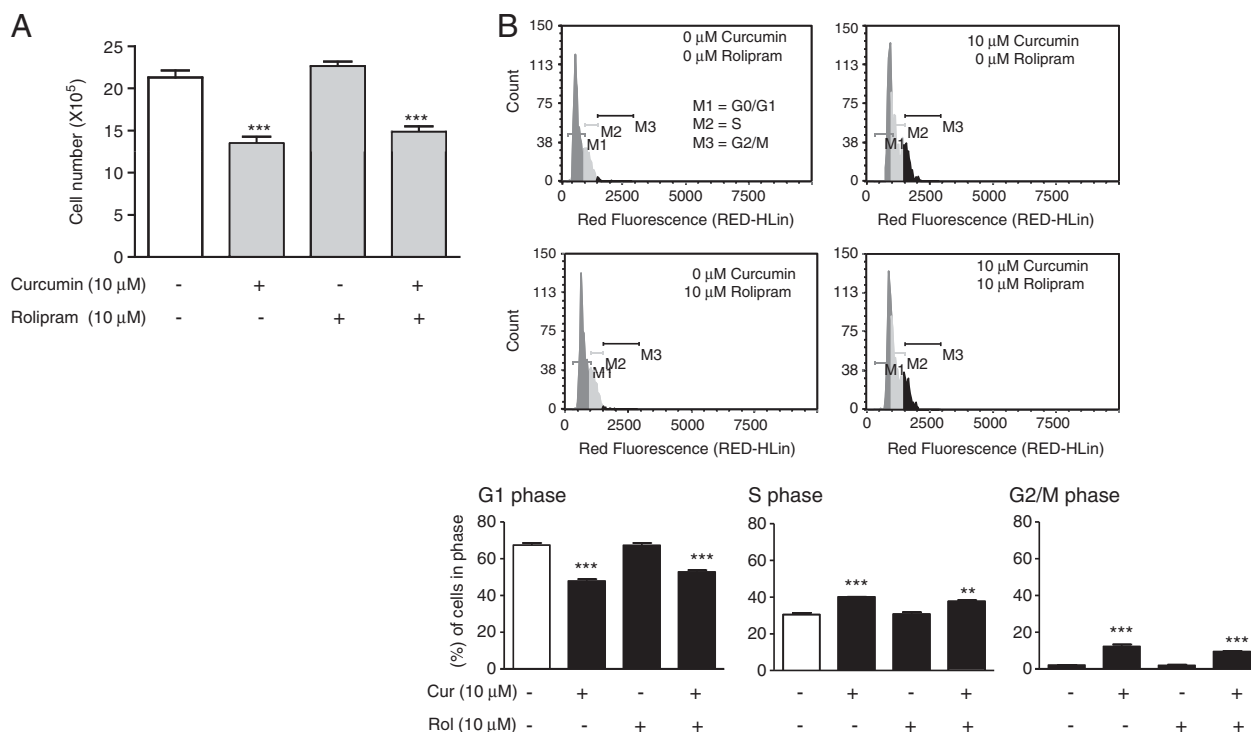 A
Cell number (X10⁵)
25
20
15
10
5
0
***
***
Curcumin (10 µM) - + - +
Rolipram (10 µM) - - + +
B
Count
150
113
75
38
0
0 µM Curcumin
0 µM Rolipram
M1 = G0/G1
M2 = S
M3 = G2/M
M3
M2
M1
0 2500 5000 7500
Red Fluorescence (RED-HLin)
150
113
75
38
0
10 µM Curcumin
0 µM Rolipram
M3
M2
M1
0 2500 5000 7500
Red Fluorescence (RED-HLin)
Count
150
113
75
38
0
0 µM Curcumin
10 µM Rolipram
M3
M2
M1
0 2500 5000 7500
Red Fluorescence (RED-HLin)
150
113
75
38
0
10 µM Curcumin
10 µM Rolipram
M3
M2
M1
0 2500 5000 7500
Red Fluorescence (RED-HLin)
G1 phase
(%) of cells in phase
80
60
40
20
0
***
***
S phase
80
60
40
20
0
***
**
G2/M phase
80
60
40
20
0
***
***
Cur (10 µM) - + - + - + - + - + - +
Rol (10 µM) - - + + - - + + - - + +